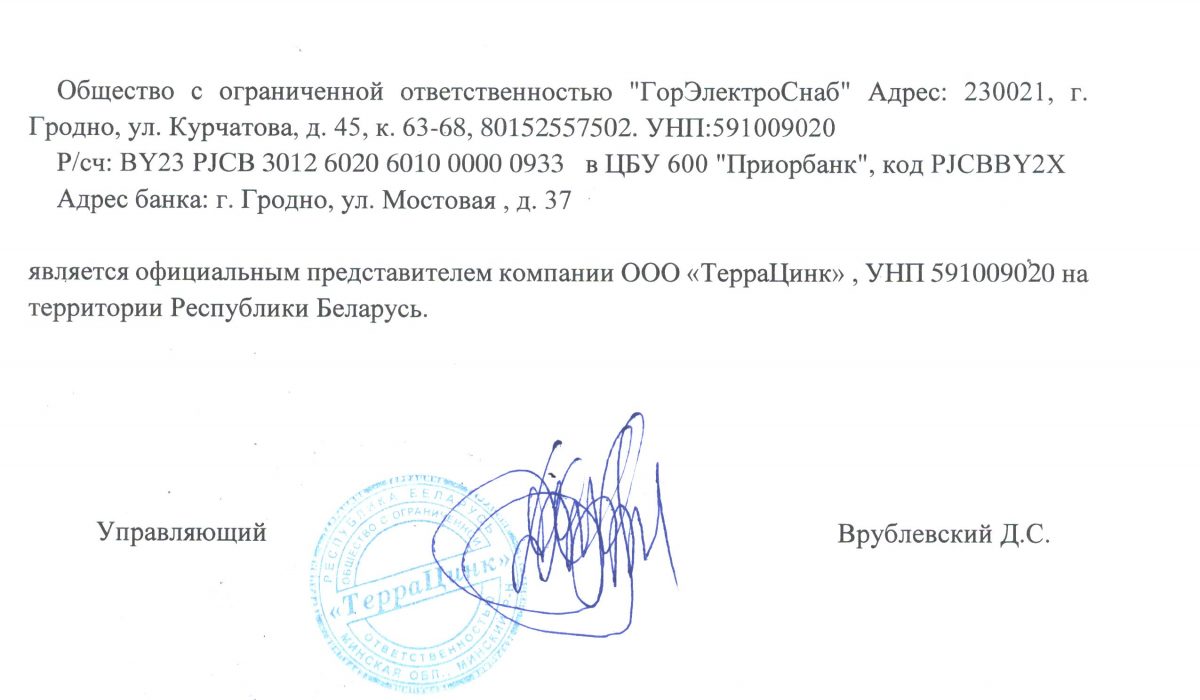 Общество с ограниченной ответственностью "ГорЭлектроСнаб" Адрес: 230021, г.
Гродно, ул. Курчатова, д. 45, к. 63-68, 80152557502. УНП:591009020
Р/сч: BY23 PJCB 3012 6020 6010 0000 0933 в ЦБУ 600 "Приорбанк", код PJCBBY2X
Адрес банка: г. Гродно, ул. Мостовая , д. 37
является официальным представителем компании ООО «ТерраЦинк» , УНП 591009020 на
территории Республики Беларусь.
Управляющий
РЕСПУБЛИКА БЕЛАРУСЬ
ОБЩЕСТВО С ОГРАНИЧЕННОЙ
«ТерраЦинк»
ОТВЕТСТВЕННОСТЬЮ
МИНСКАЯ ОБЛ., МИНСКИЙ Р-Н
Врублевский Д.С.